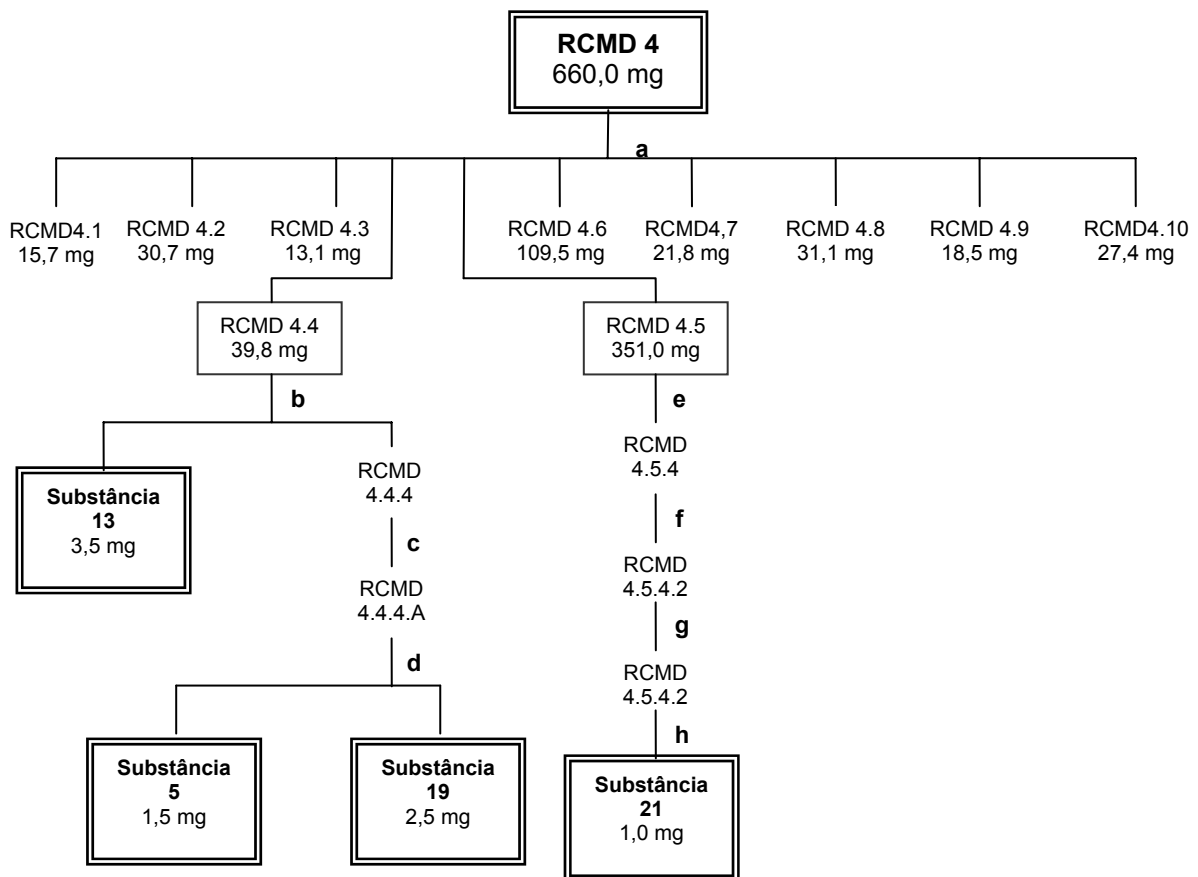 RCMD 4
660,0 mg
a
RCMD4.1
15,7 mg
RCMD 4.2
30,7 mg
RCMD 4.3
13,1 mg
RCMD 4.6
109,5 mg
RCMD4,7
21,8 mg
RCMD 4.8
31,1 mg
RCMD 4.9
18,5 mg
RCMD4.10
27,4 mg
RCMD 4.4
39,8 mg
RCMD 4.5
351,0 mg
b
e
Substância
13
3,5 mg
RCMD
4.4.4
RCMD
4.5.4
c
f
RCMD
4.4.4.A
RCMD
4.5.4.2
d
g
RCMD
4.5.4.2
h
Substância
5
1,5 mg
Substância
19
2,5 mg
Substância
21
1,0 mg